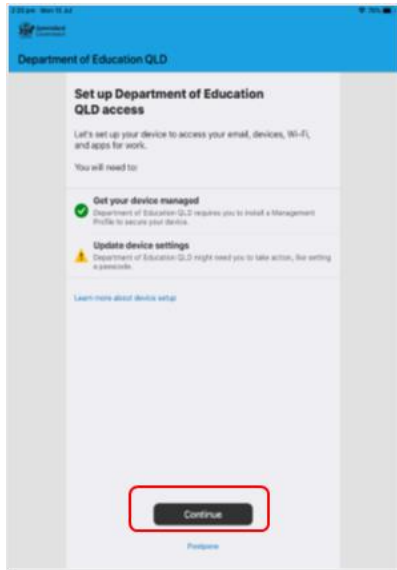 Queensland
Government
Department of Education QLD
Set up Department of Education
QLD access
Let's set up your device to access your email, devices, Wi-Fi,
and apps for work.
You will need to:
Get your device managed
Department of Education QLD requires you to install a Management
Profile to secure your device.
Update device settings
Department of Education QLD might need you to take action, like setting
a passcode.
Learn more about device setup
Continue
Postpone